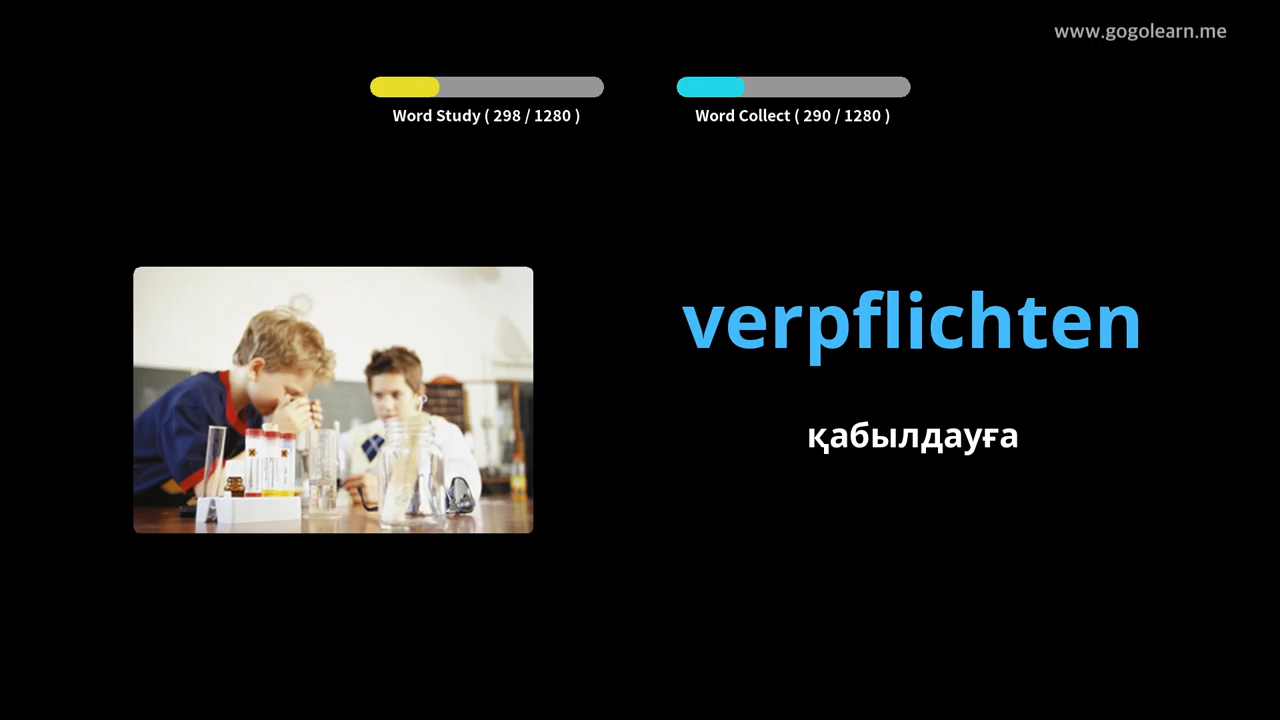 www.gogolearn.me
Word Study ( 298 / 1280 )
Word Collect ( 290 / 1280 )
verpflichten
қабылдауға